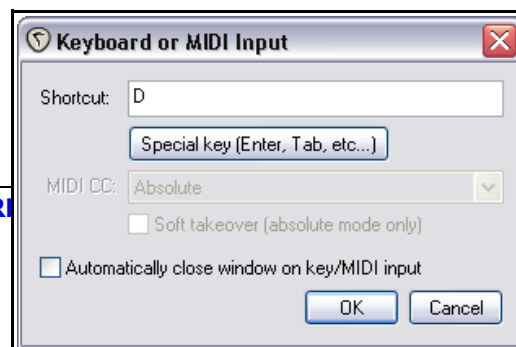 Keyboard or MIDI Input
Shortcut: D
Special key (Enter, Tab, etc...)
MIDI CC: Absolute
Soft takeover (absolute mode only)
Automatically close window on key/MIDI input
OK Cancel